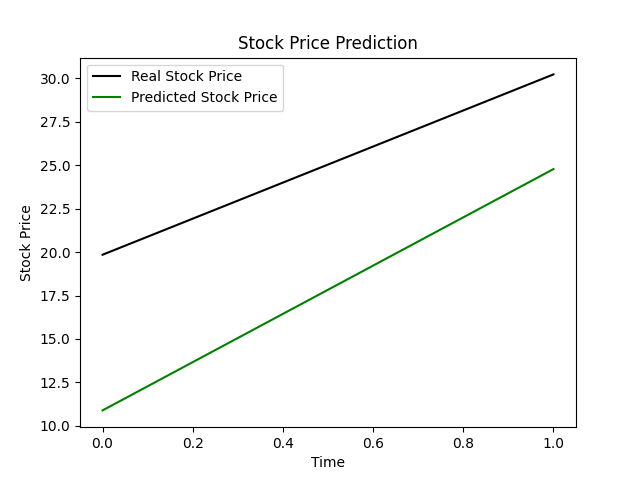 Stock Price Prediction
Real Stock Price
Predicted Stock Price
Stock Price
30.0
27.5
25.0
22.5
20.0
17.5
15.0
12.5
10.0
0.0 0.2 0.4 0.6 0.8 1.0
Time